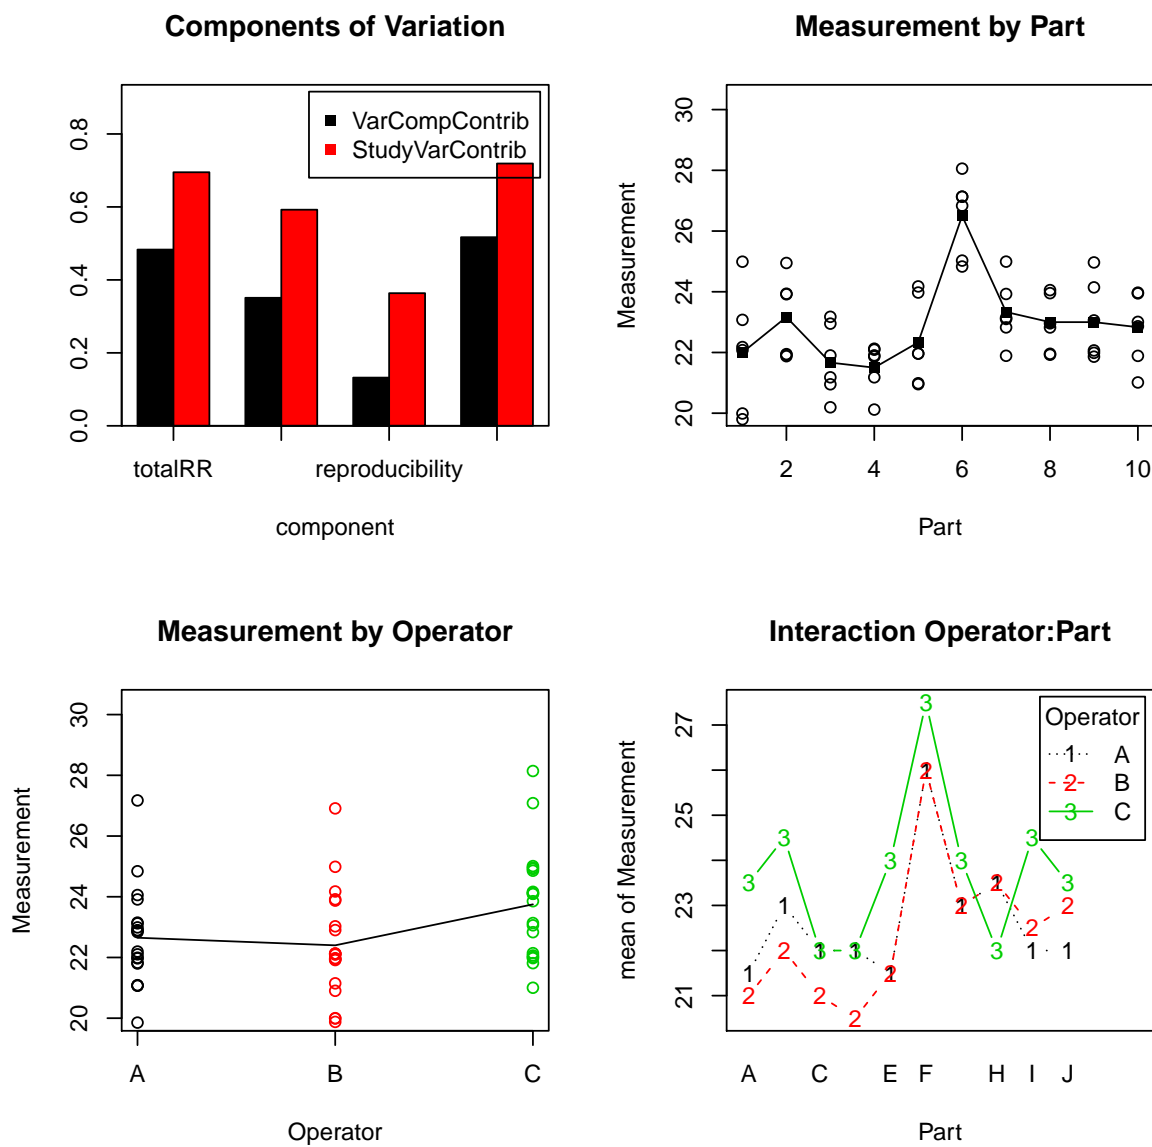 Components of Variation
VarCompContrib
StudyVarContrib
0.0 0.2 0.4 0.6 0.8
totalRR reproducibility
component
Measurement by Part
Measurement
20 22 24 26 28 30
2 4 6 8 10
Part
Measurement by Operator
Measurement
20 22 24 26 28 30
A B C
Operator
Interaction Operator:Part
mean of Measurement
21 23 25 27
Operator
1 A
2 B
3 C
A C E F H I J
Part